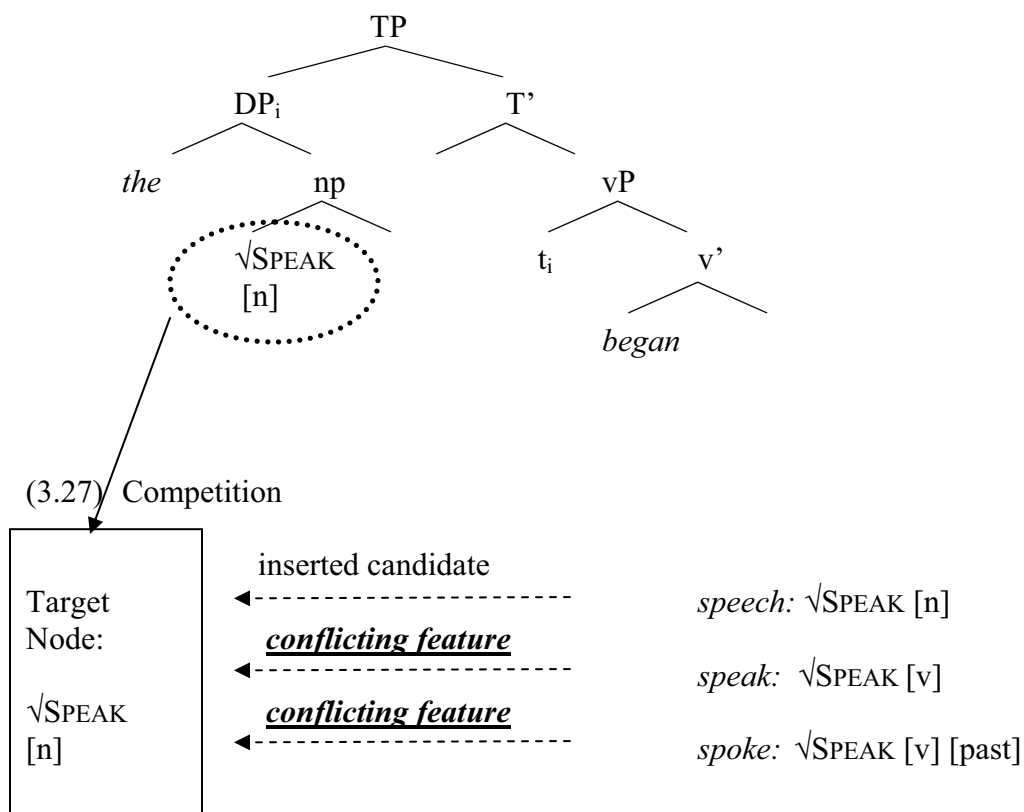 TP
DPᵢ T’
the np vP
√SPEAK tᵢ v’
[n]
began
(3.27) Competition
inserted candidate
Target speech: √SPEAK [n]
Node: conflicting feature
speak: √SPEAK [v]
√SPEAK conflicting feature
[n] spoke: √SPEAK [v] [past]